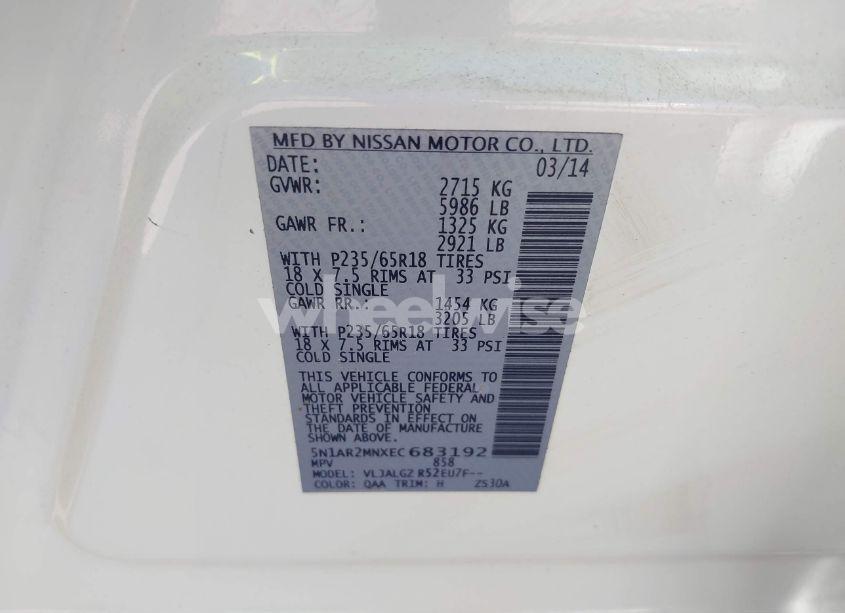 MFD BY NISSAN MOTOR CO., LTD.
DATE: 03/14
GVWR: 2715 KG
5986 LB
GAWR FR.: 1325 KG
2921 LB
WITH P235/65R18 TIRES
18 X 7.5 RIMS AT 33 PSI
COLD SINGLE
GAWR RR.: 1454 KG
3205 LB
WITH P235/65R18 TIRES
18 X 7.5 RIMS AT 33 PSI
COLD SINGLE
wheelwise
THIS VEHICLE CONFORMS TO
ALL APPLICABLE FEDERAL
MOTOR VEHICLE SAFETY AND
THEFT PREVENTION
STANDARDS IN EFFECT ON
THE DATE OF MANUFACTURE
SHOWN ABOVE.
5N1AR2MNXEC683192
MPV 858
MODEL: VLJALGZ R52EU7F--
COLOR: QAA TRIM: H ZS30A